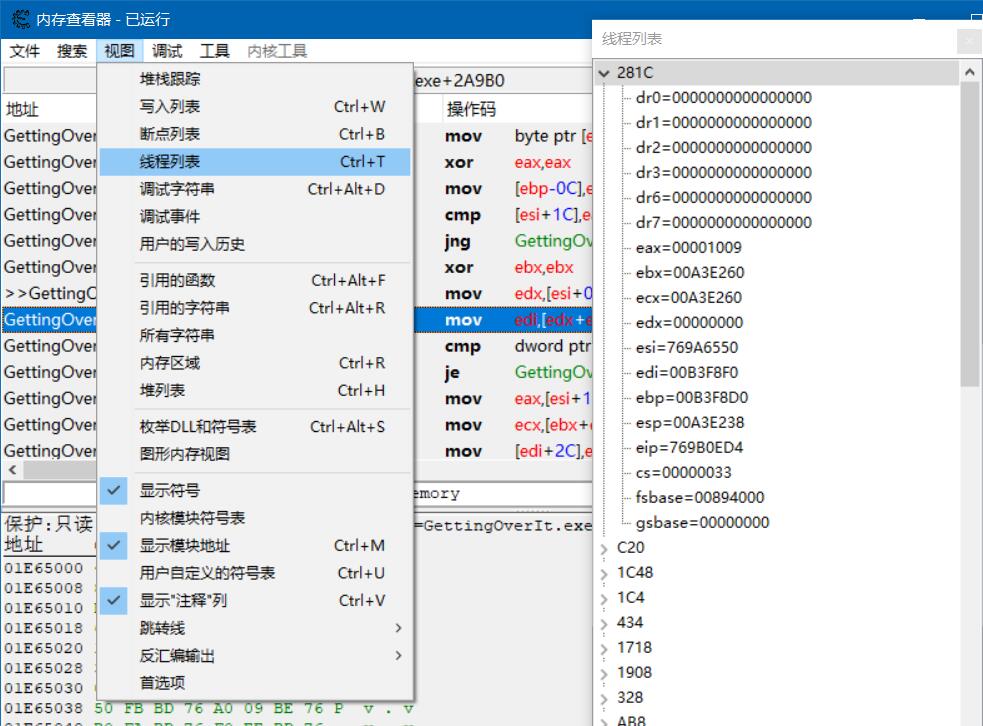 内存查看器 - 已运行
文件 搜索 视图 调试 工具 内核工具
exe+2A9B0
地址 操作码
GettingOver mov byte ptr [e
GettingOver xor eax,eax
GettingOver mov [ebp-0C],e
GettingOver cmp [esi+1C],ea
GettingOver jng GettingOv
GettingOver xor ebx,ebx
>>GettingO mov edx,[esi+0
GettingOver mov edi,[edx+e
GettingOver cmp dword ptr
GettingOver je GettingOv
GettingOver mov eax,[esi+1
GettingOver mov ecx,[ebx+e
GettingOver mov [edi+2C],e
堆栈跟踪
写入列表 Ctrl+W
断点列表 Ctrl+B
线程列表 Ctrl+T
调试字符串 Ctrl+Alt+D
调试事件
用户的写入历史
引用的函数 Ctrl+Alt+F
引用的字符串 Ctrl+Alt+R
所有字符串
内存区域 Ctrl+R
堆列表 Ctrl+H
枚举DLL和符号表 Ctrl+Alt+S
图形内存视图
显示符号
内核模块符号表
显示模块地址 Ctrl+M
用户自定义的符号表 Ctrl+U
显示"注释"列 Ctrl+V
跳转线
反汇编输出
首选项
emory
保护:只读 =GettingOverIt.exe
地址
01E65000
01E65008
01E65010
01E65018
01E65020
01E65028
01E65030
01E65038 50 FB BD 76 A0 09 BE 76 P v . v
线程列表
281C
dr0=0000000000000000
dr1=0000000000000000
dr2=0000000000000000
dr3=0000000000000000
dr6=0000000000000000
dr7=0000000000000000
eax=00001009
ebx=00A3E260
ecx=00A3E260
edx=00000000
esi=769A6550
edi=00B3F8F0
ebp=00B3F8D0
esp=00A3E238
eip=769B0ED4
cs=00000033
fsbase=00894000
gsbase=00000000
C20
1C48
1C4
434
1718
1908
328
AB8